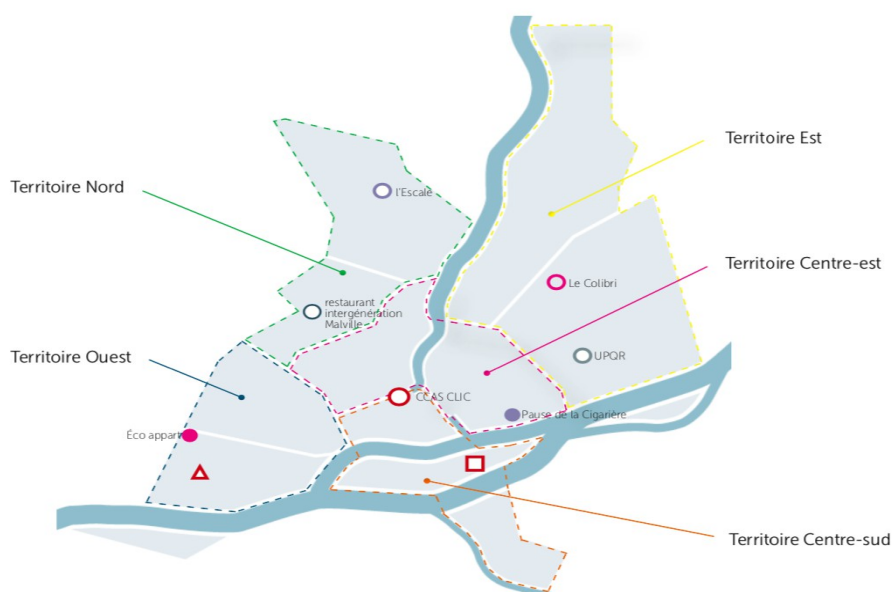 Territoire Est
Territoire Nord
l'Escale
Territoire Centre-est
Le Colibri
restaurant
intergénération
Malville
Territoire Ouest
UPQR
CCAS CLIC
Pause de la Cigarière
Éco appart
Territoire Centre-sud